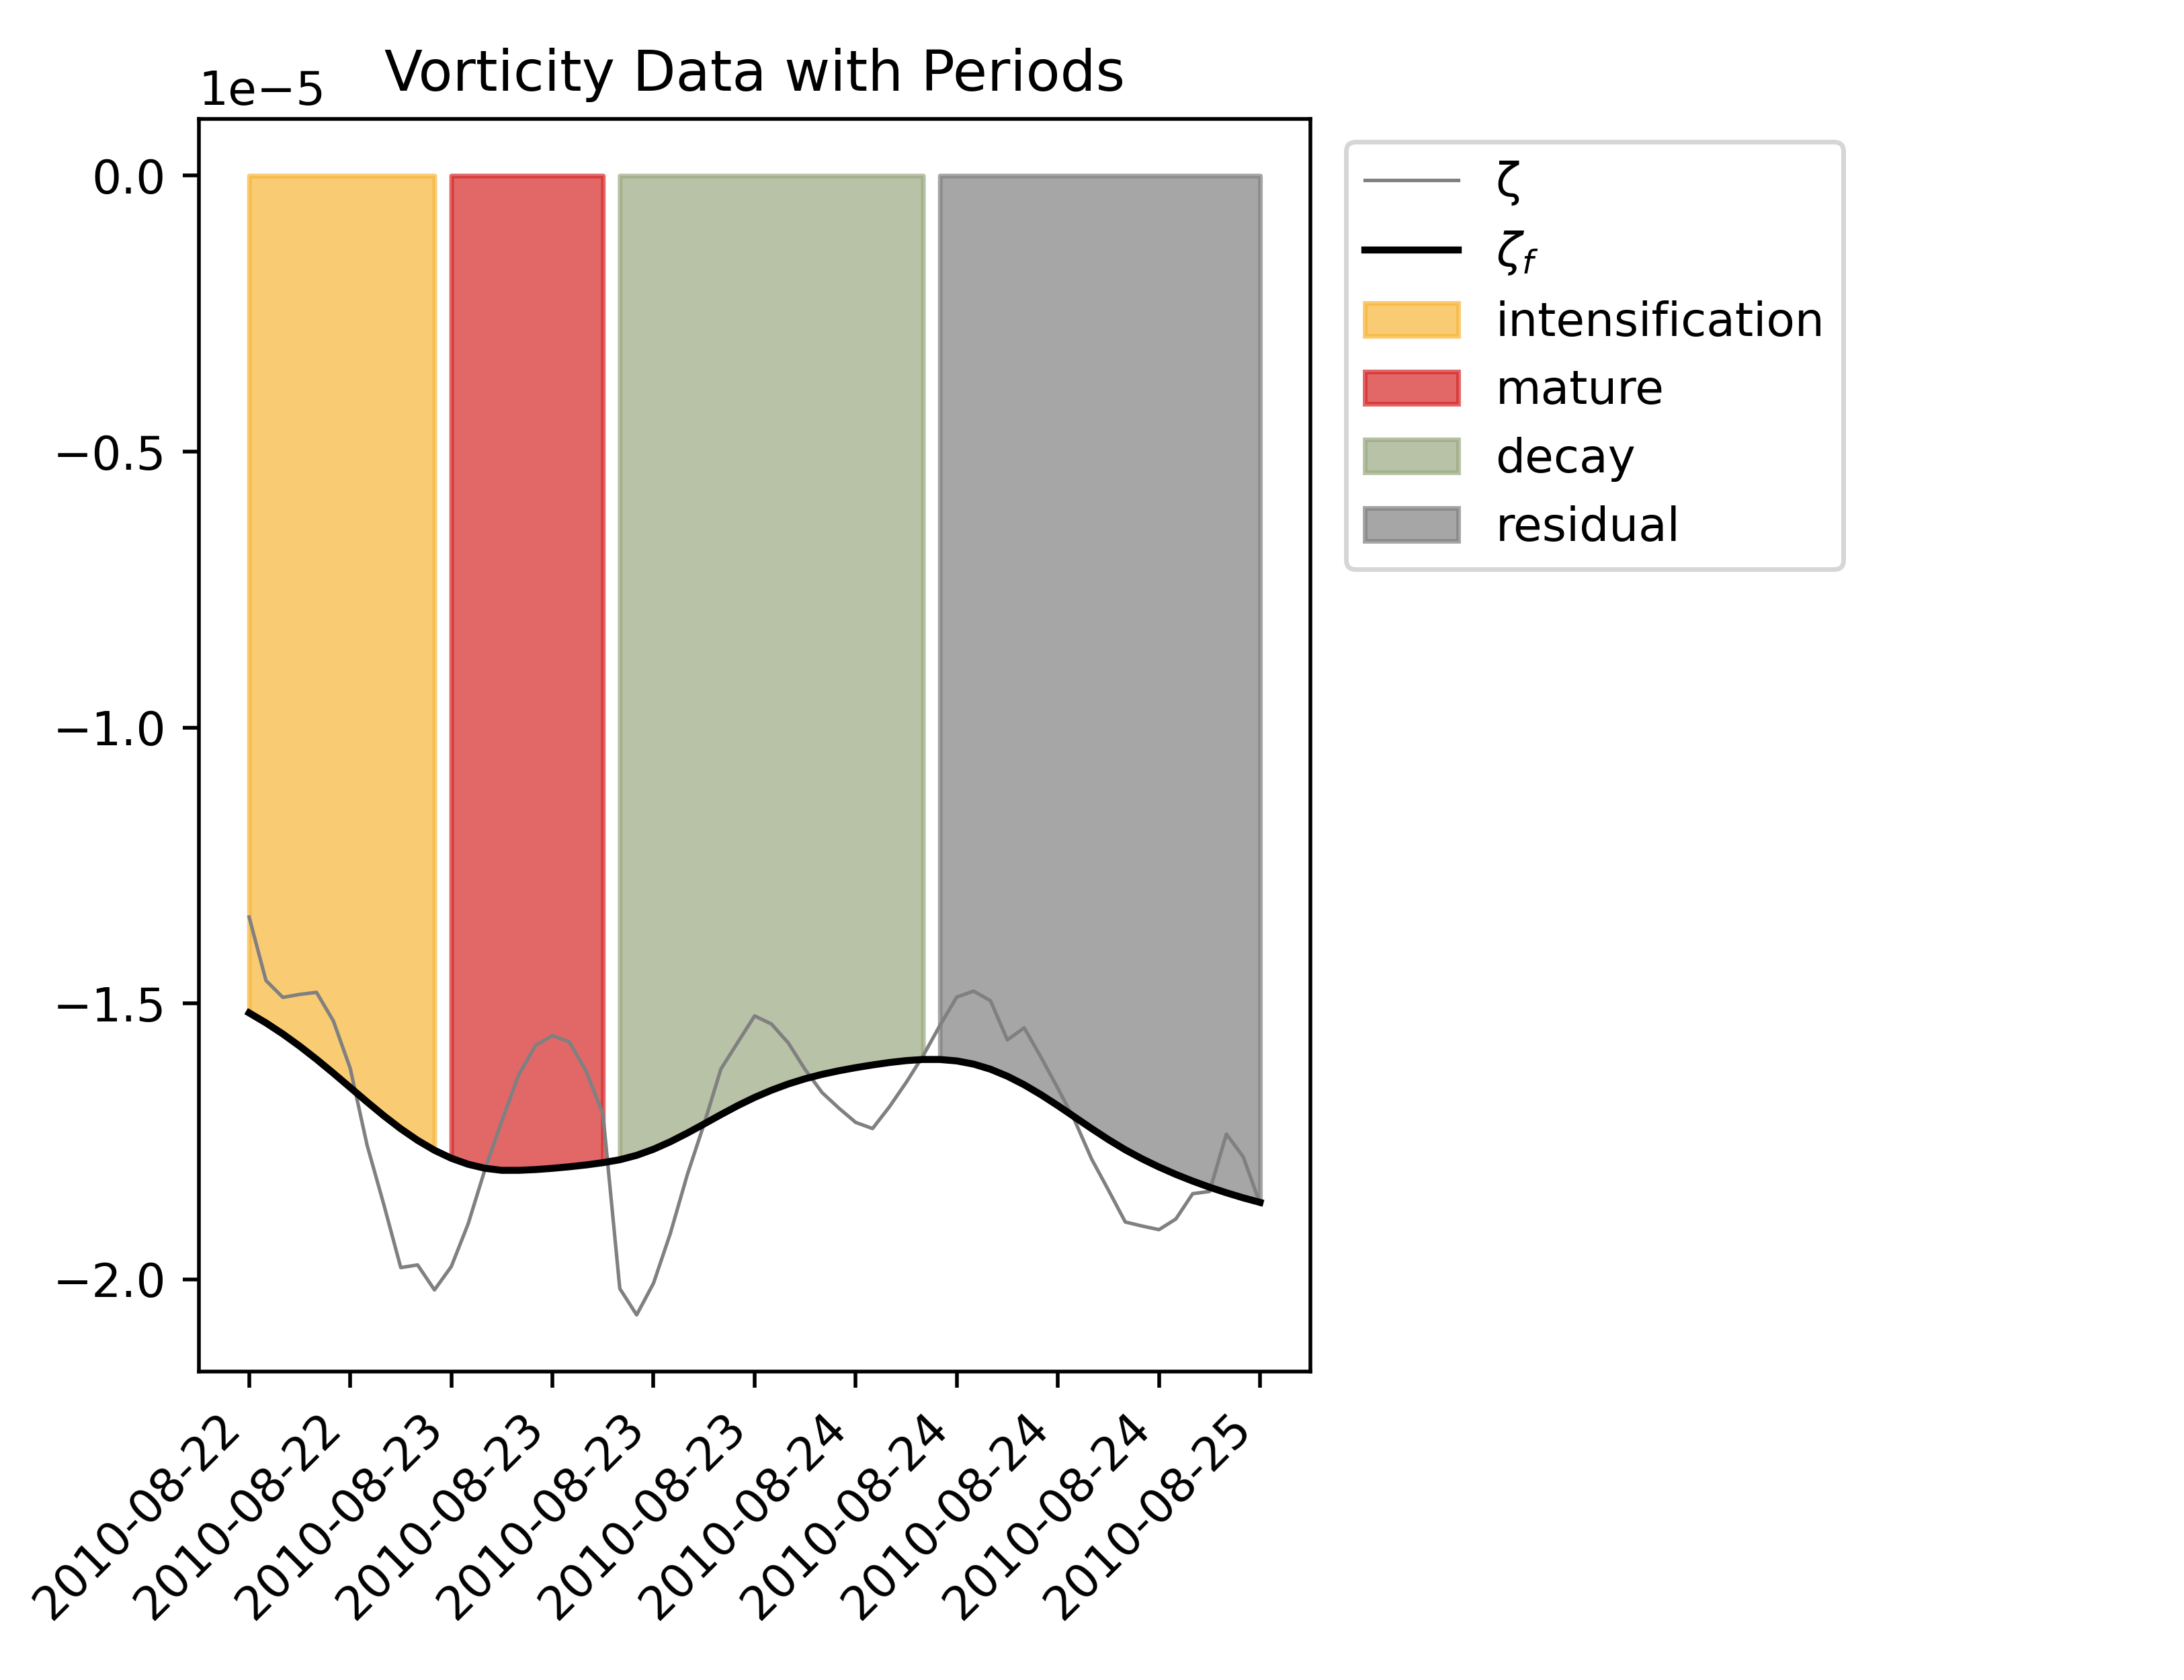 Vorticity Data with Periods
1e−5
0.0
−0.5
−1.0
−1.5
−2.0
2010-08-22
2010-08-22
2010-08-23
2010-08-23
2010-08-23
2010-08-23
2010-08-24
2010-08-24
2010-08-24
2010-08-24
2010-08-25
ζ
ζf
intensification
mature
decay
residual